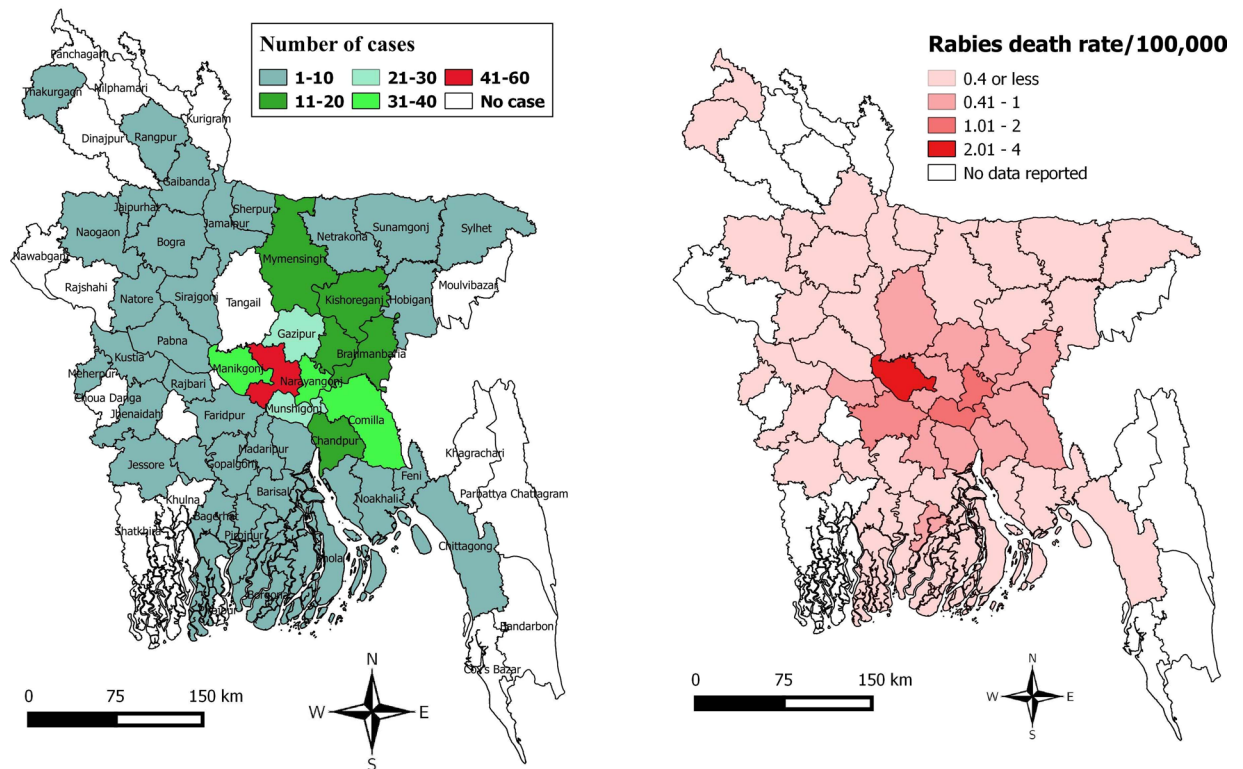 Number of cases
1-10
21-30
41-60
11-20
31-40
No case
Panchagarh
Thakurgaon
Nilphamari
Kurigram
Dinajpur
Rangpur
Gaibanda
Jaipurhat
Sherpur
Jamalpur
Naogaon
Bogra
Netrakona
Sunamgonj
Sylhet
Nawabganj
Mymensingh
Rajshahi
Moulvibazar
Natore
Sirajgonj
Tangail
Kishoreganj
Hobiganj
Gazipur
Pabna
Brahmanbaria
Kustia
Manikgonj
Meherpur
Rajbari
Narayangonj
Choua Danga
Jhenaidah
Faridpur
Munshigonj
Comilla
Chandpur
Madaripur
Jessore
Gopalgonj
Khagrachari
Feni
Khulna
Barisal
Noakhali
Parbattya Chattagram
Shatkhira
Bagerhat
Pirojpur
Bhola
Chittagong
Borgona
Bandarbon
Cox's Bazar
0 75 150 km
N
W E
S
Rabies death rate/100,000
0.4 or less
0.41 - 1
1.01 - 2
2.01 - 4
No data reported
0 75 150 km
N
W E
S